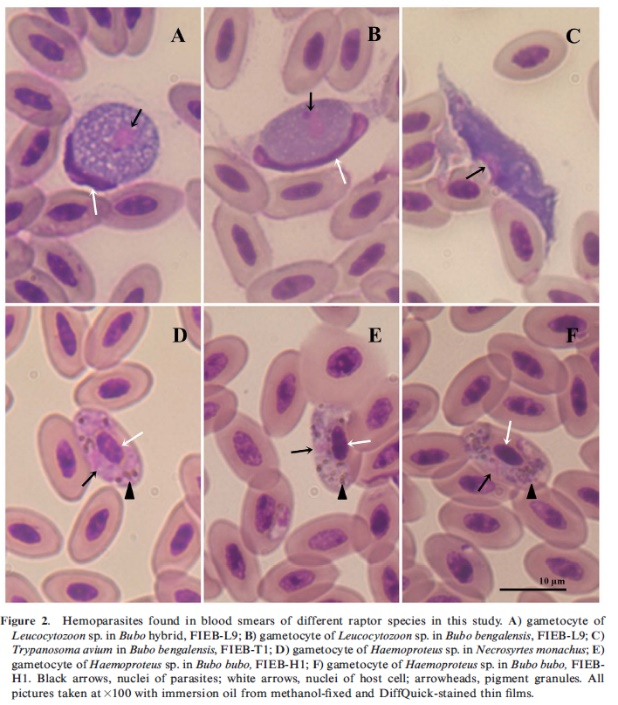 A
B
C
D
E
F
10 µm
Figure 2. Hemoparasites found in blood smears of different raptor species in this study. A) gametocyte of
Leucocytozoon sp. in Bubo hybrid, FIEB-L9; B) gametocyte of Leucocytozoon sp. in Bubo bengalensis, FIEB-L9; C)
Trypanosoma avium in Bubo bengalensis, FIEB-T1; D) gametocyte of Haemoproteus sp. in Necrosyrtes monachus; E)
gametocyte of Haemoproteus sp. in Bubo bubo, FIEB-H1; F) gametocyte of Haemoproteus sp. in Bubo bubo, FIEB-
H1. Black arrows, nuclei of parasites; white arrows, nuclei of host cell; arrowheads, pigment granules. All
pictures taken at ×100 with immersion oil from methanol-fixed and DiffQuick-stained thin films.